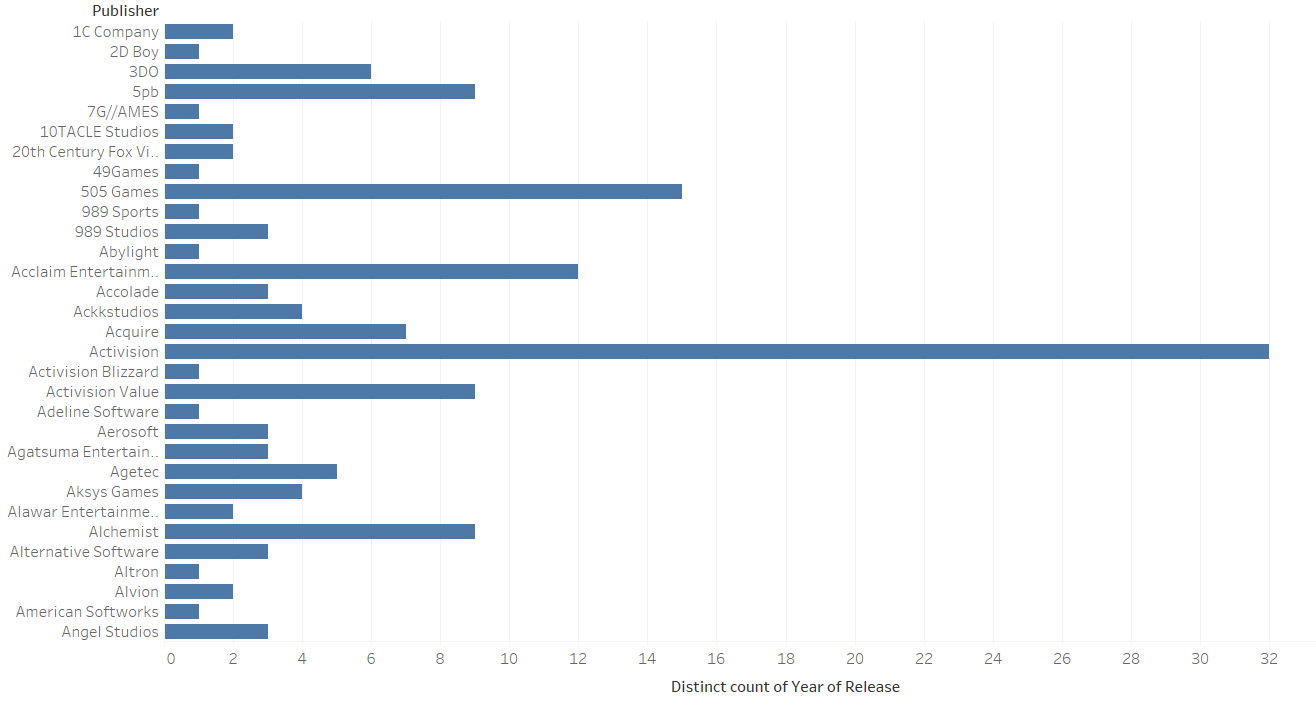 Publisher
1C Company
2D Boy
3DO
5pb
7G//AMES
10TACLE Studios
20th Century Fox Vi..
49Games
505 Games
989 Sports
989 Studios
Abylight
Acclaim Entertainm..
Accolade
Ackkstudios
Acquire
Activision
Activision Blizzard
Activision Value
Adeline Software
Aerosoft
Agatsuma Entertain..
Agetec
Aksys Games
Alawar Entertainme..
Alchemist
Alternative Software
Altron
Alvion
American Softworks
Angel Studios
0 2 4 6 8 10 12 14 16 18 20 22 24 26 28 30 32
Distinct count of Year of Release